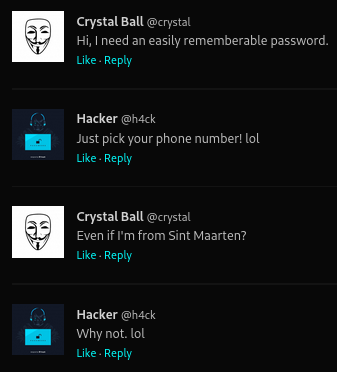 Crystal Ball @crystal
Hi, I need an easily rememberable password.
Like · Reply
Hacker @h4ck
Just pick your phone number! lol
Like · Reply
Crystal Ball @crystal
Even if I'm from Sint Maarten?
Like · Reply
Hacker @h4ck
Why not. lol
Like · Reply